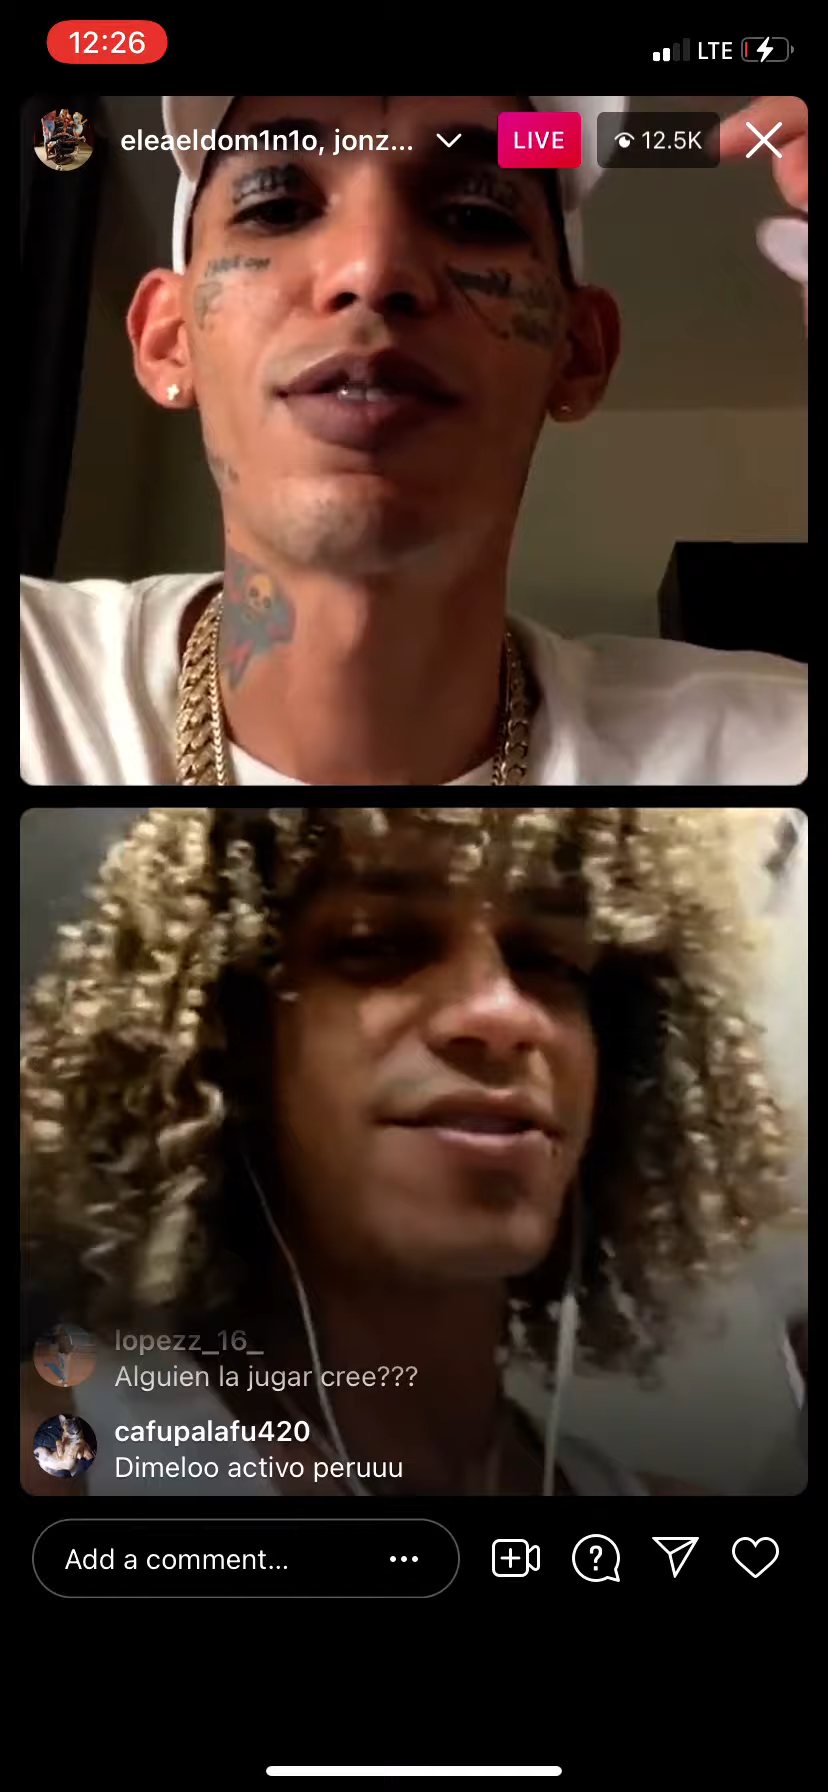 12:26
LTE
eleaeldom1n1o, jonz...
LIVE
12.5K
lopezz_16_
Alguien la jugar cree???
cafupalafu420
Dimeloo activo peruuu
Add a comment...